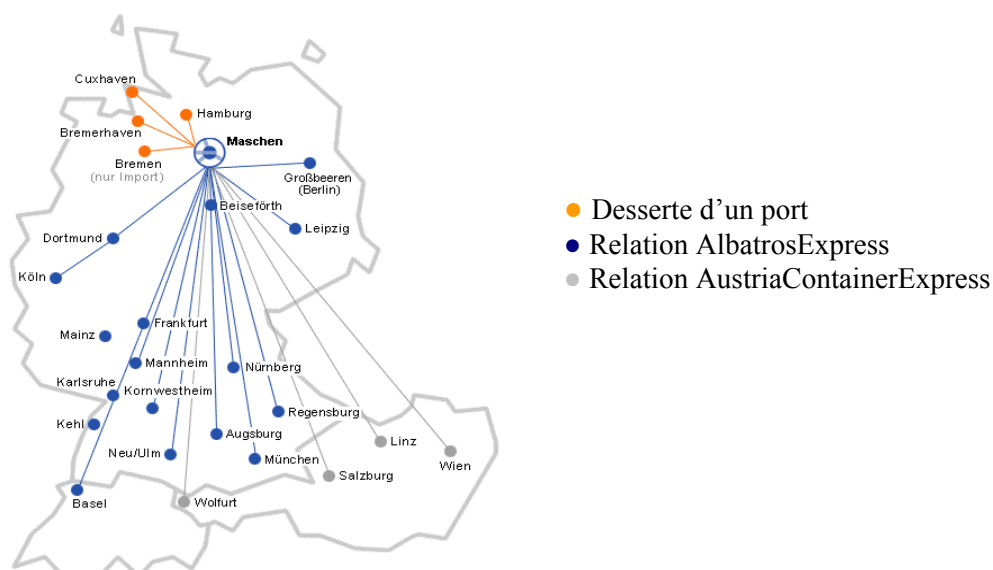 Cuxhaven
Hamburg
Bremerhaven
Maschen
Bremen
(nur Import)
Großbeeren
(Berlin)
Beiseförth
Leipzig
Dortmund
Köln
Frankfurt
Mainz
Mannheim
Nürnberg
Karlsruhe
Kornwestheim
Regensburg
Kehl
Augsburg
Linz
Neu/Ulm
München
Wien
Salzburg
Basel
Wolfurt
Desserte d’un port
Relation AlbatrosExpress
Relation AustriaContainerExpress